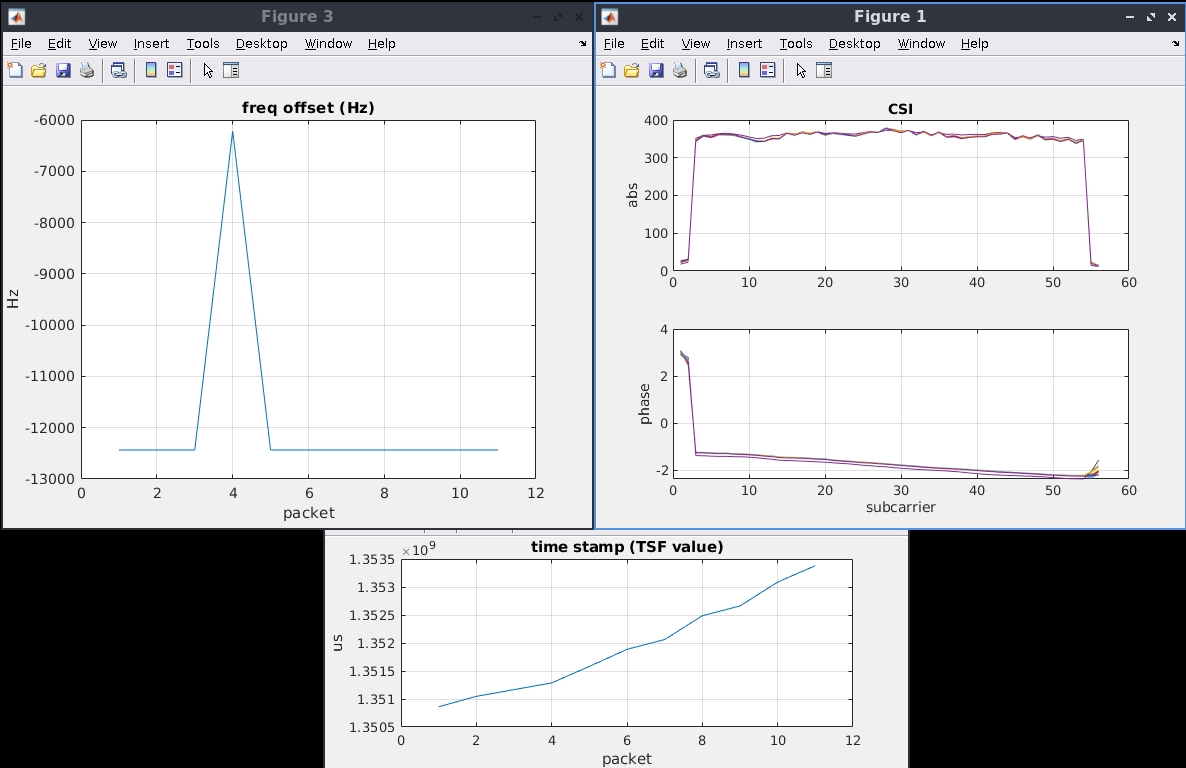 Figure 3
File Edit View Insert Tools Desktop Window Help
freq offset (Hz)
-6000
-7000
-8000
-9000
-10000
-11000
-12000
-13000
Hz
0 2 4 6 8 10 12
packet
Figure 1
File Edit View Insert Tools Desktop Window Help
CSI
400
300
200
100
0
abs
0 10 20 30 40 50 60
4
2
0
-2
phase
0 10 20 30 40 50 60
subcarrier
×10⁹
time stamp (TSF value)
1.3535
1.353
1.3525
1.352
1.3515
1.351
1.3505
us
0 2 4 6 8 10 12
packet